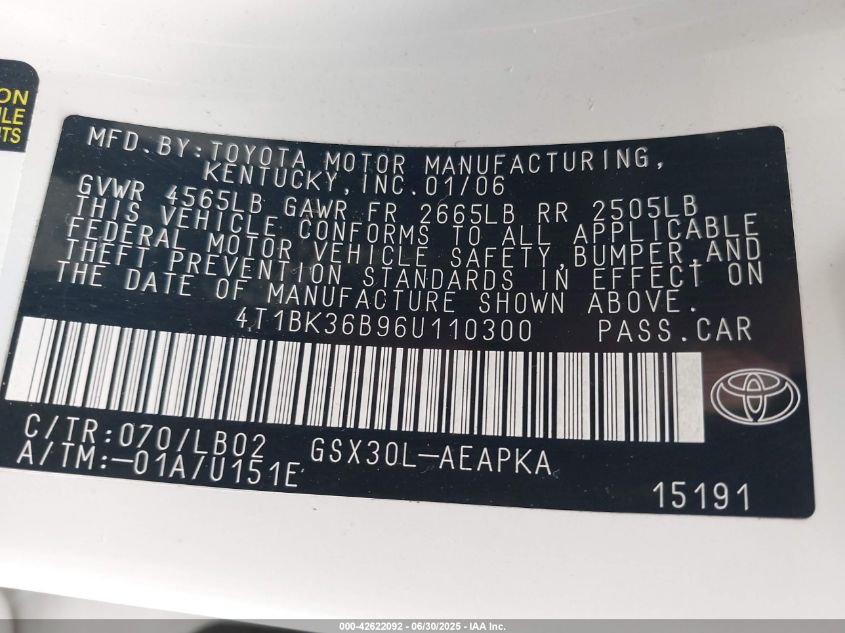 ON
LE
TS
MFD.BY:TOYOTA MOTOR MANUFACTURING,
KENTUCKY,INC.01/06
GVWR 4565LB GAWR FR 2665LB RR 2505LB
THIS VEHICLE CONFORMS TO ALL APPLICABLE
FEDERAL MOTOR VEHICLE SAFETY,BUMPER,AND
THEFT PREVENTION STANDARDS IN EFFECT ON
THE DATE OF MANUFACTURE SHOWN ABOVE.
4T1BK36B96U110300 PASS.CAR
C/TR:070/LB02 GSX30L-AEAPKA
A/TM:-01A/U151E
15191
000-42622092 - 06/30/2025 - IAA Inc.